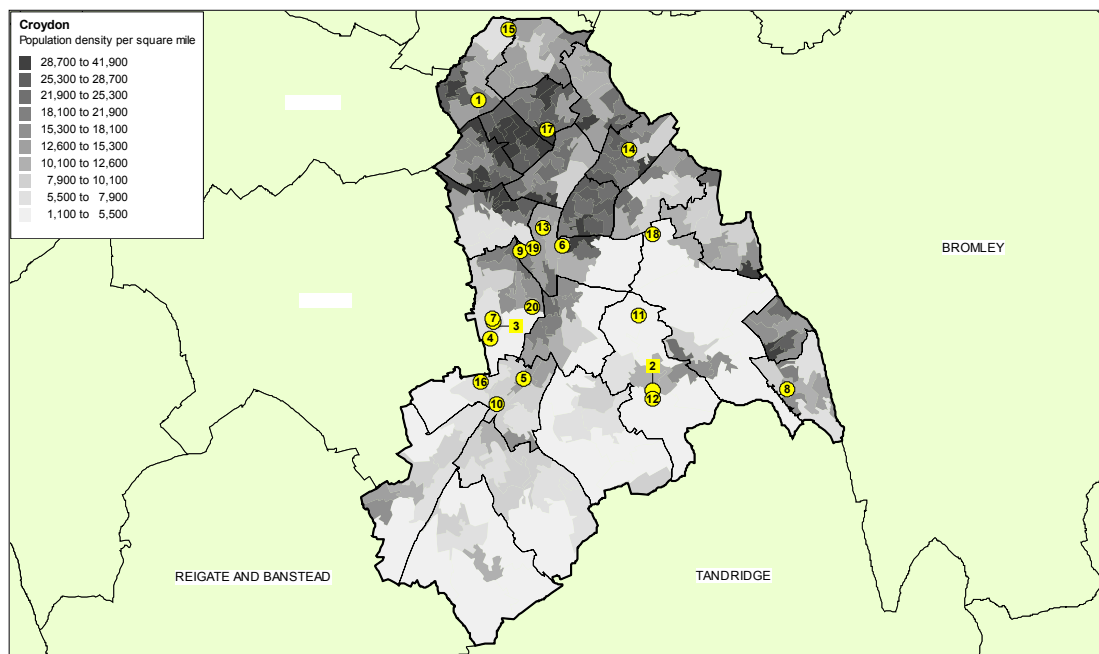 Croydon
Population density per square mile
28,700 to 41,900
25,300 to 28,700
21,900 to 25,300
18,100 to 21,900
15,300 to 18,100
12,600 to 15,300
10,100 to 12,600
7,900 to 10,100
5,500 to 7,900
1,100 to 5,500
15
1
17
14
13
18
9
19
6
BROMLEY
20
7
3
11
4
2
16
5
8
10
12
REIGATE AND BANSTEAD
TANDRIDGE